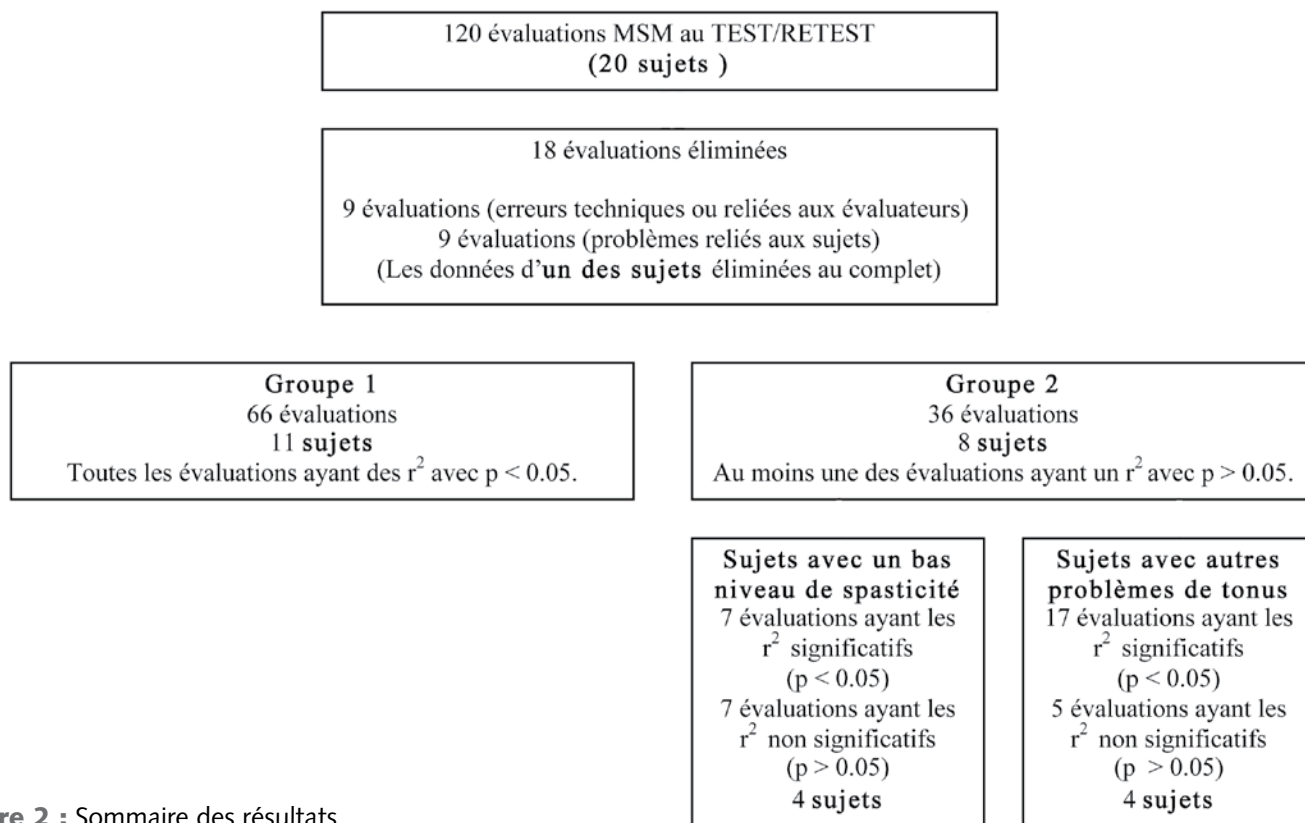 120 évaluations MSM au TEST/RETEST
(20 sujets )
18 évaluations éliminées
9 évaluations (erreurs techniques ou reliées aux évaluateurs)
9 évaluations (problèmes reliés aux sujets)
(Les données d'un des sujets éliminées au complet)
Groupe 1
66 évaluations
11 sujets
Toutes les évaluations ayant des r² avec p < 0.05.
Groupe 2
36 évaluations
8 sujets
Au moins une des évaluations ayant un r² avec p > 0.05.
Sujets avec un bas
niveau de spasticité
7 évaluations ayant les
r² significatifs
(p < 0.05)
7 évaluations ayant les
r² non significatifs
(p > 0.05)
4 sujets
Sujets avec autres
problèmes de tonus
17 évaluations ayant les
r² significatifs
(p < 0.05)
5 évaluations ayant les
r² non significatifs
(p > 0.05)
4 sujets
re 2 : Sommaire des résultats